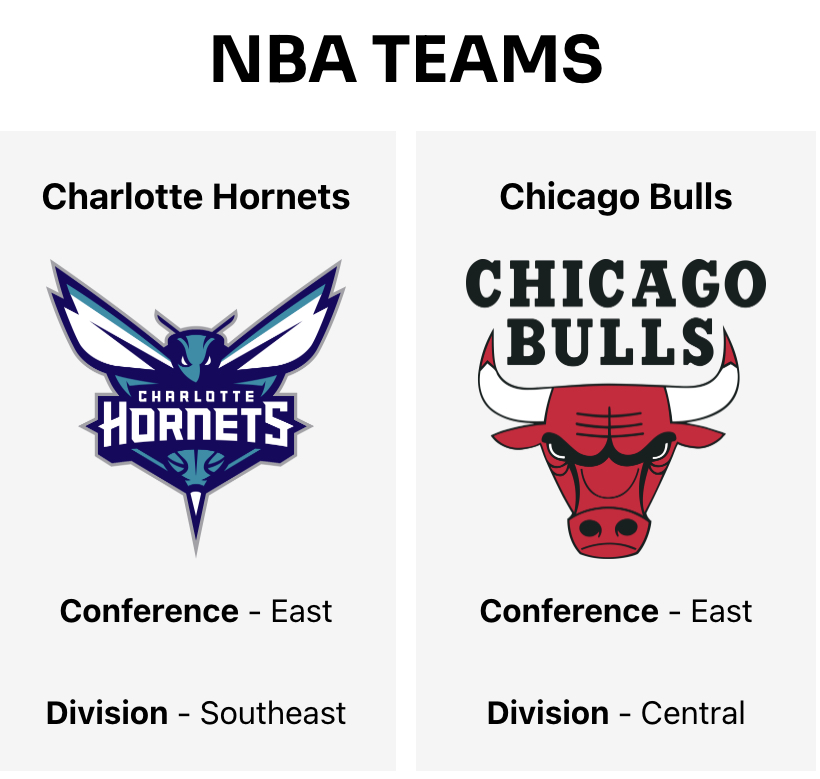 NBA TEAMS
Charlotte Hornets
CHARLOTTE
HORNETS
Conference - East
Division - Southeast
Chicago Bulls
CHICAGO
BULLS
Conference - East
Division - Central